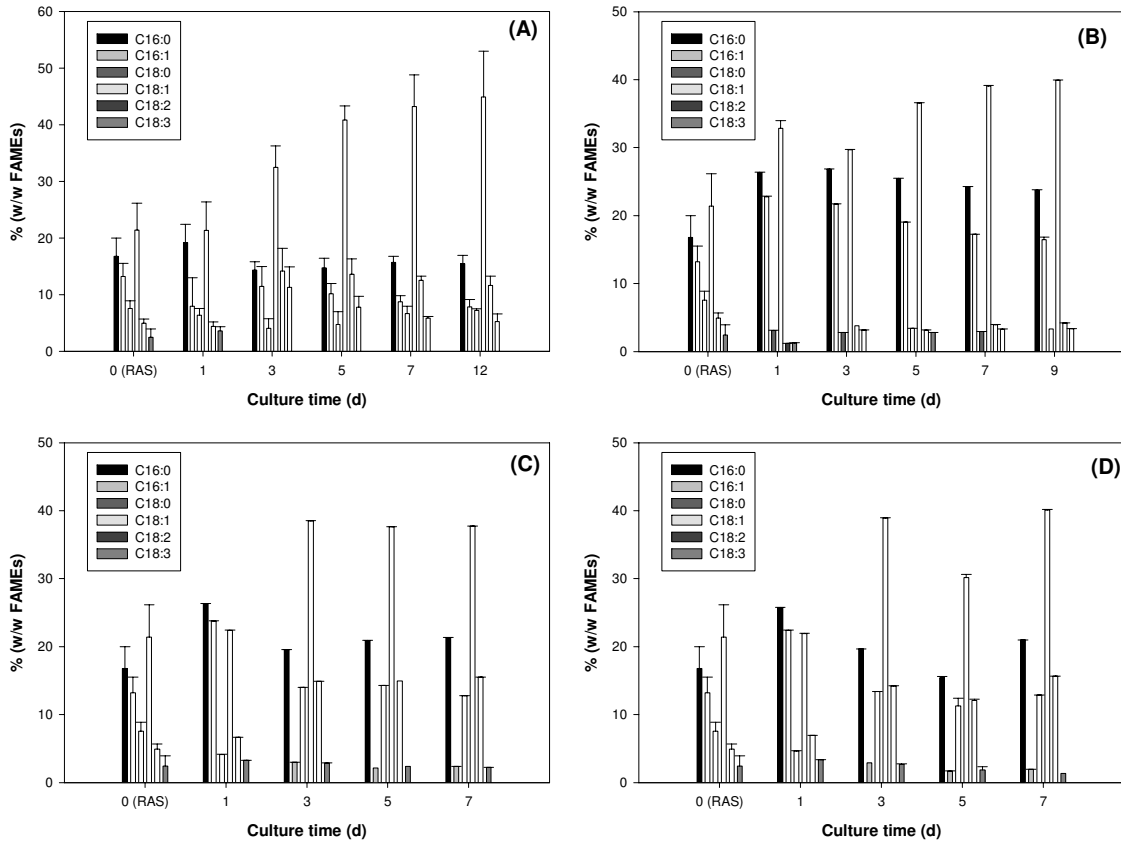 (A)
60
50
40
30
20
10
0
% (w/w FAMEs)
C16:0
C16:1
C18:0
C18:1
C18:2
C18:3
0 (RAS) 1 3 5 7 12
Culture time (d)
(B)
50
40
30
20
10
0
% (w/w FAMEs)
C16:0
C16:1
C18:0
C18:1
C18:2
C18:3
0 (RAS) 1 3 5 7 9
Culture time (d)
(C)
50
40
30
20
10
0
% (w/w FAMEs)
C16:0
C16:1
C18:0
C18:1
C18:2
C18:3
0 (RAS) 1 3 5 7
Culture time (d)
(D)
50
40
30
20
10
0
% (w/w FAMEs)
C16:0
C16:1
C18:0
C18:1
C18:2
C18:3
0 (RAS) 1 3 5 7
Culture time (d)